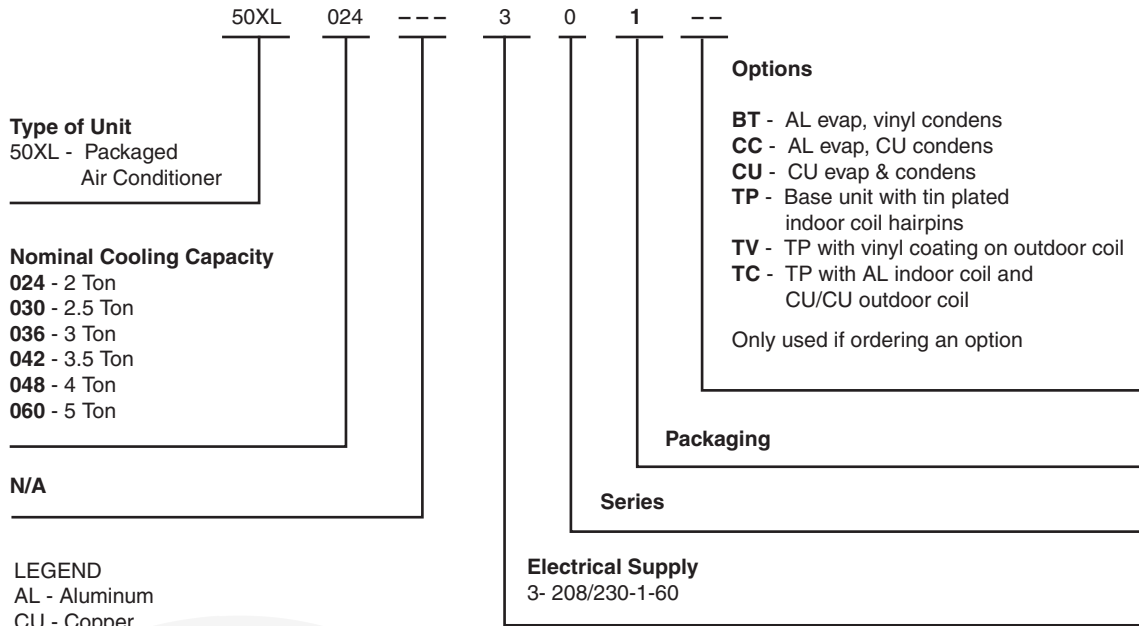 50XL 024 – – – 3 0 1 – –
Options
BT - AL evap, vinyl condens
CC - AL evap, CU condens
CU - CU evap & condens
TP - Base unit with tin plated
indoor coil hairpins
TV - TP with vinyl coating on outdoor coil
TC - TP with AL indoor coil and
CU/CU outdoor coil
Only used if ordering an option
Type of Unit
50XL - Packaged
Air Conditioner
Nominal Cooling Capacity
024 - 2 Ton
030 - 2.5 Ton
036 - 3 Ton
042 - 3.5 Ton
048 - 4 Ton
060 - 5 Ton
Packaging
N/A
Series
Electrical Supply
3- 208/230-1-60
LEGEND
AL - Aluminum
CU - Copper